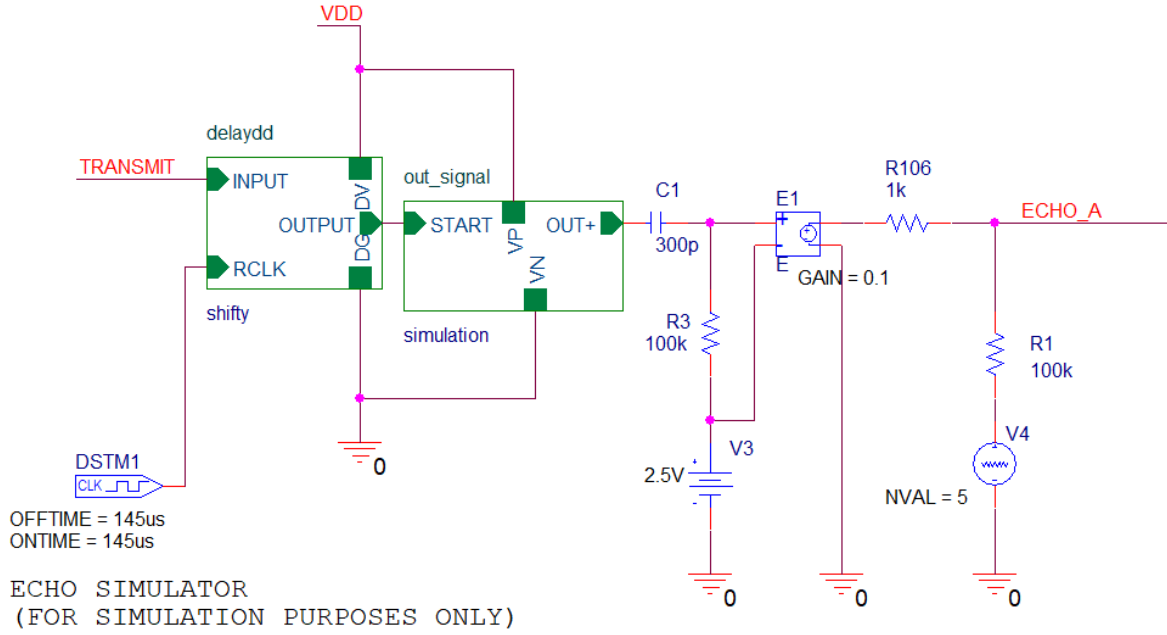 VDD
delaydd
TRANSMIT
INPUT
DV
out_signal
OUTPUT
START
VP
OUT+
C1
300p
E1
E
GAIN = 0.1
R106
1k
ECHO_A
DG
RCLK
VN
shifty
simulation
R3
100k
R1
100k
DSTM1
CLK
OFFTIME = 145us
ONTIME = 145us
0
2.5V
V3
V4
NVAL = 5
0
0
0
ECHO SIMULATOR
(FOR SIMULATION PURPOSES ONLY)